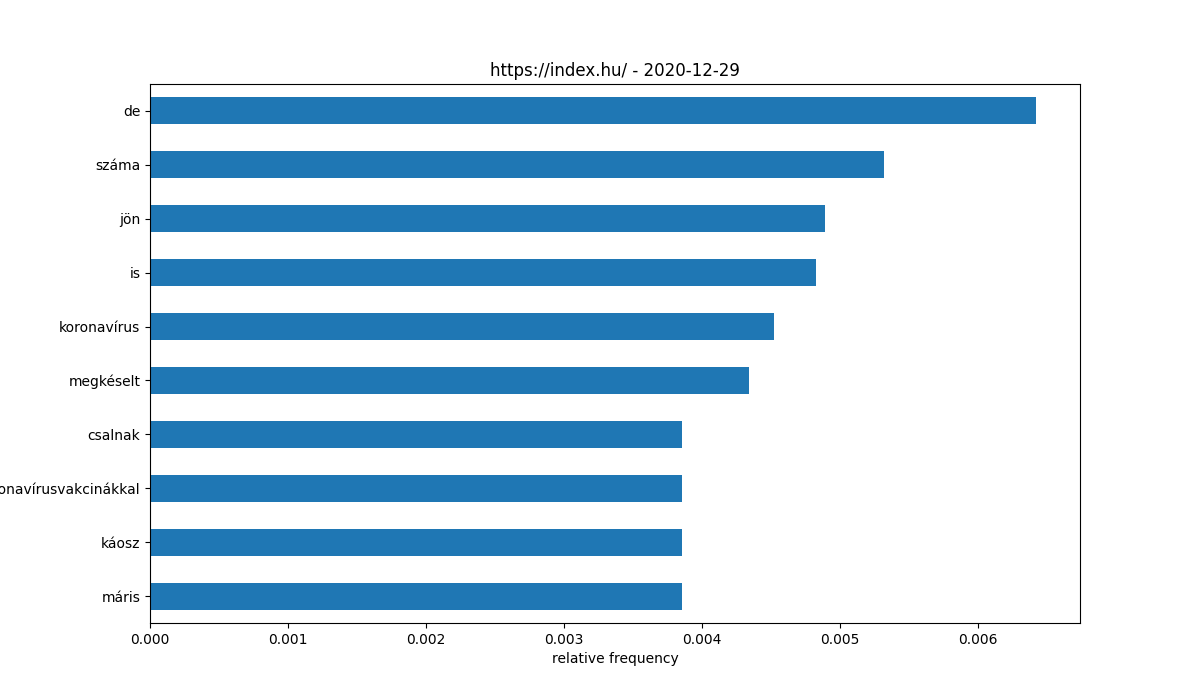 https://index.hu/ - 2020-12-29
de
száma
jön
is
koronavírus
megkéselt
csalnak
onavírusvakcinákkal
káosz
máris
0.000 0.001 0.002 0.003 0.004 0.005 0.006
relative frequency